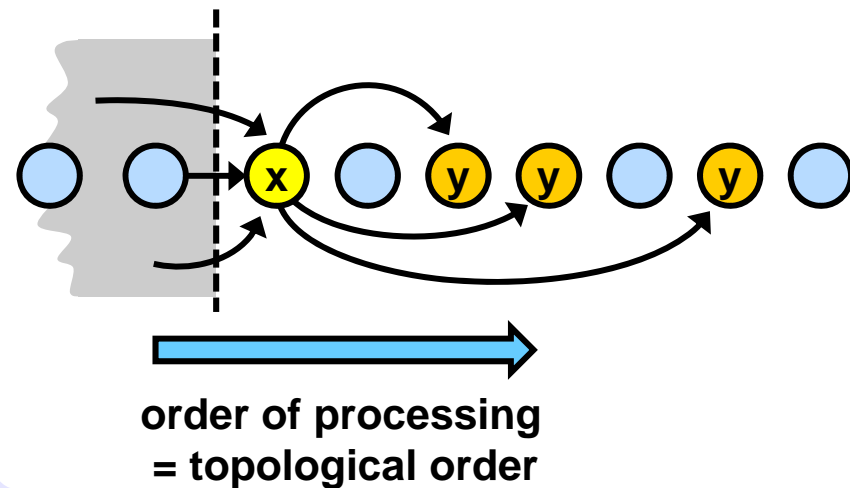 x y y y
order of processing
= topological order